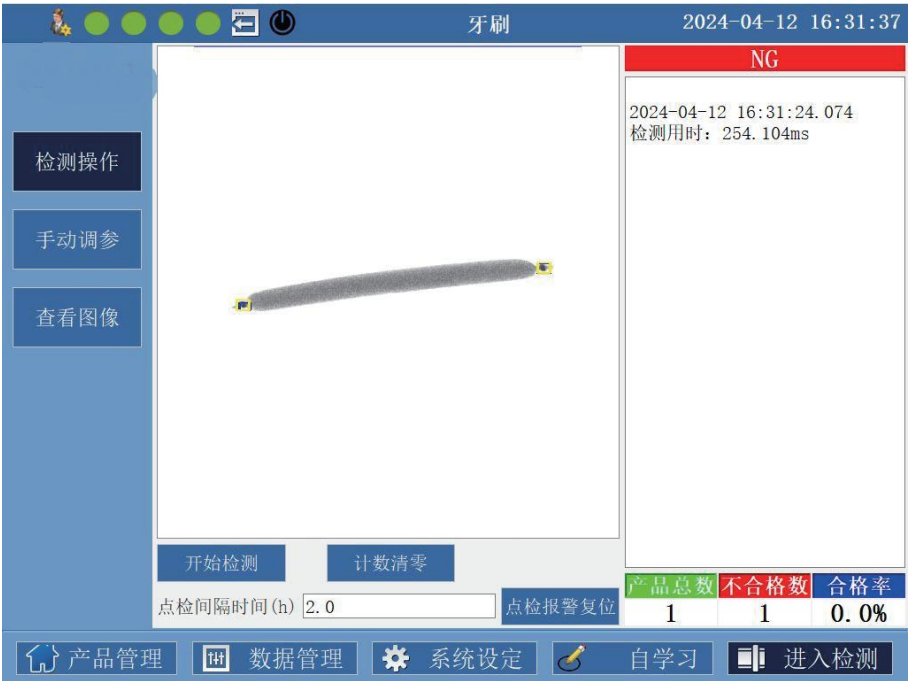 牙刷
2024-04-12 16:31:37
检测操作
手动调参
查看图像
NG
2024-04-12 16:31:24.074
检测用时: 254.104ms
开始检测
计数清零
点检间隔时间(h) 2.0
点检报警复位
产品总数 不合格数 合格率
1 1 0.0%
产品管理
数据管理
系统设定
自学习
进入检测